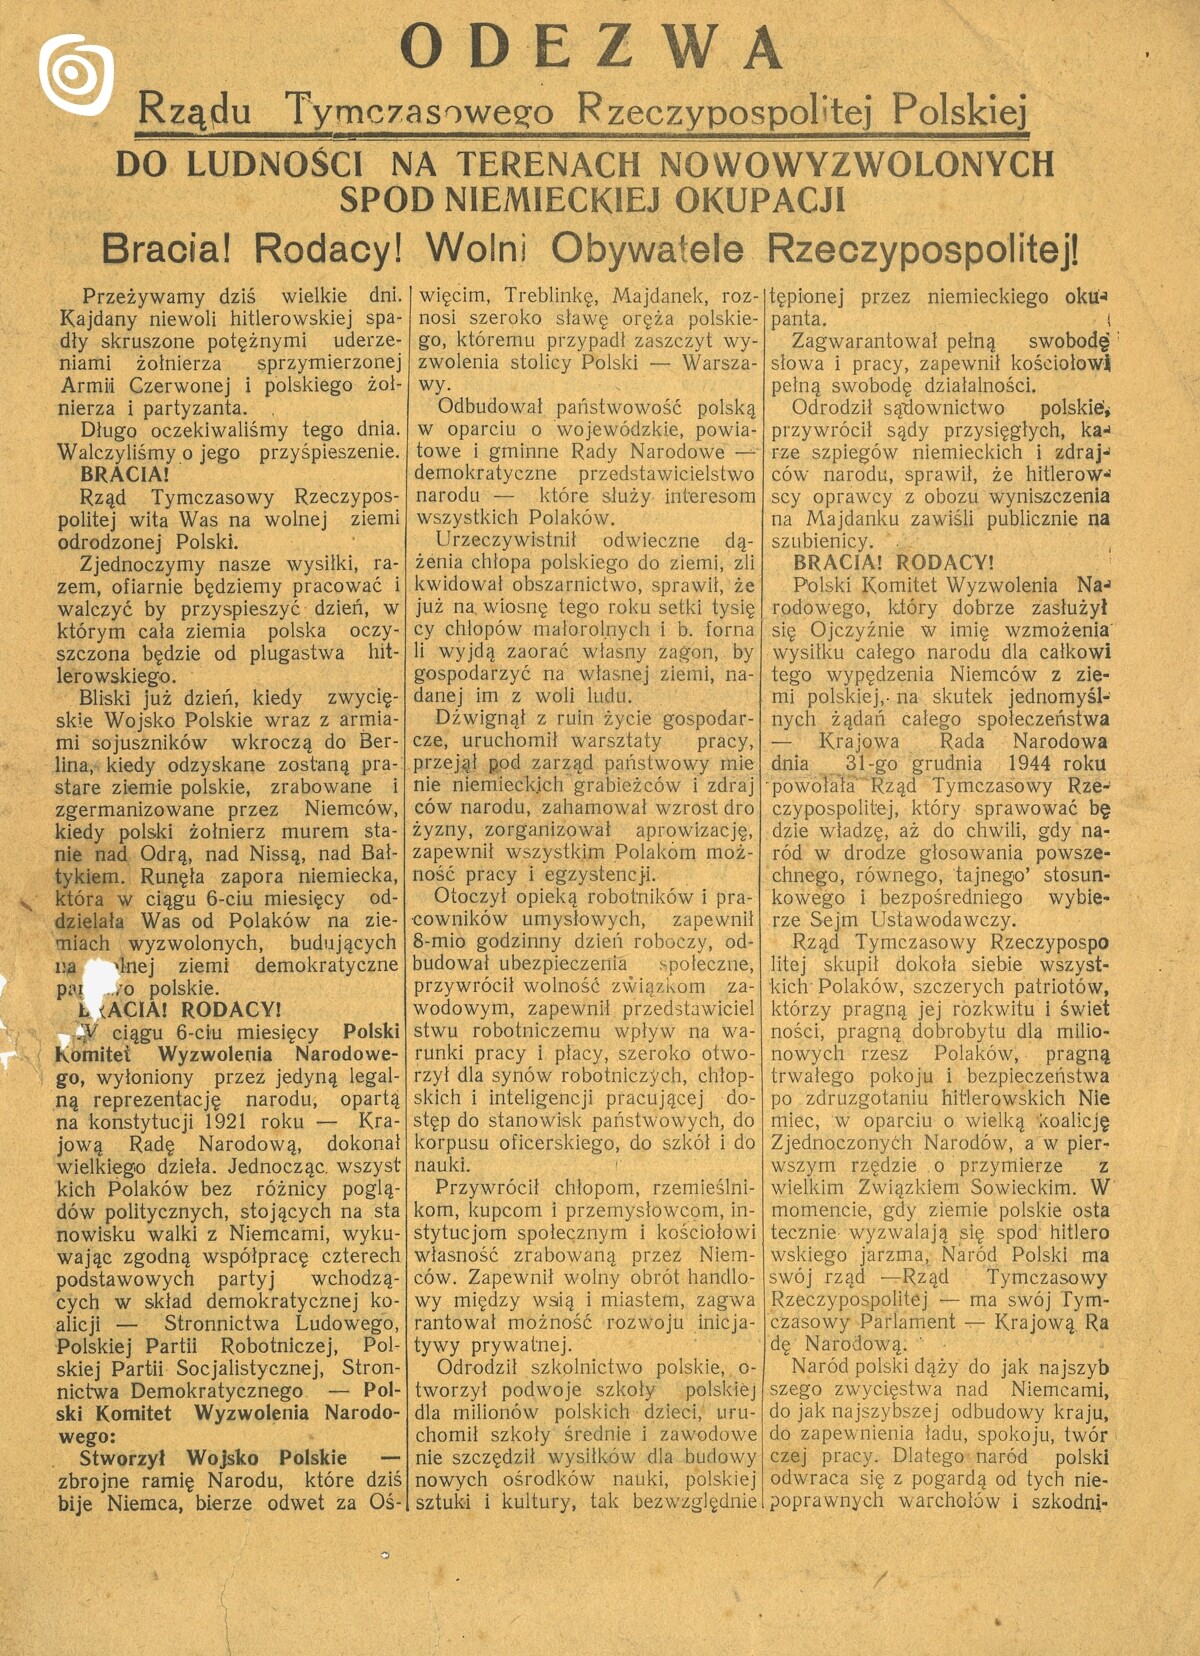 ODEZWA
Rządu Tymczasowego Rzeczypospolitej Polskiej
DO LUDNOŚCI NA TERENACH NOWOWYZWOLONYCH
SPOD NIEMIECKIEJ OKUPACJI
Bracia! Rodacy! Wolni Obywatele Rzeczypospolitej!
Przeżywamy dziś wielkie dni.
Kajdany niewoli hitlerowskiej spa-
dły skruszone potężnymi uderze-
niami żołnierza sprzymierzonej
Armii Czerwonej i polskiego żoł-
nierza i partyzanta.
Długo oczekiwaliśmy tego dnia.
Walczyliśmy o jego przyśpieszenie.
BRACIA!
Rząd Tymczasowy Rzeczypos-
politej wita Was na wolnej ziemi
odrodzonej Polski.
Zjednoczymy nasze wysiłki, ra-
zem, ofiarnie będziemy pracować i
walczyć by przyspieszyć dzień, w
którym cała ziemia polska oczy-
szczona będzie od plugastwa hit-
lerowskiego.
Bliski już dzień, kiedy zwycię-
skie Wojsko Polskie wraz z armia-
mi sojuszników wkroczą do Ber-
lina, kiedy odzyskane zostaną pra-
stare ziemie polskie, zrabowane i
zgermanizowane przez Niemców,
kiedy polski żołnierz murem sta-
nie nad Odrą, nad Nissą, nad Bał-
tykiem. Runęła zapora niemiecka,
która w ciągu 6-ciu miesięcy od-
dzielała Was od Polaków na zie-
miach wyzwolonych, budujących
na lnej ziemi demokratyczne
pa o polskie.
BRACIA! RODACY!
W ciągu 6-ciu miesięcy Polski
Komitet Wyzwolenia Narodowe-
go, wyłoniony przez jedyną legal-
ną reprezentację narodu, opartą
na konstytucji 1921 roku — Kra-
jową Radę Narodową, dokonał
wielkiego dzieła. Jednocząc wszyst
kich Polaków bez różnicy poglą-
dów politycznych, stojących na sta
nowisku walki z Niemcami, wyku-
wając zgodną współpracę czterech
podstawowych partyj wchodzą-
cych w skład demokratycznej ko-
alicji — Stronnictwa Ludowego,
Polskiej Partii Robotniczej, Pol-
skiej Partii Socjalistycznej, Stron-
nictwa Demokratycznego — Pol-
ski Komitet Wyzwolenia Narodo-
wego:
Stworzył Wojsko Polskie —
zbrojne ramię Narodu, które dziś
bije Niemca, bierze odwet za Oś-
więcim, Treblinkę, Majdanek, roz-
nosi szeroko sławę oręża polskie-
go, któremu przypadł zaszczyt wy-
zwolenia stolicy Polski — Warsza-
wy.
Odbudował państwowość polską
w oparciu o wojewódzkie, powia-
towe i gminne Rady Narodowe —
demokratyczne przedstawicielstwo
narodu — które służy interesom
wszystkich Polaków.
Urzeczywistnił odwieczne dą-
żenia chłopa polskiego do ziemi, zli
kwidował obszarnictwo, sprawił, że
już na wiosnę tego roku setki tysię
cy chłopów małorolnych i b. forna
li wyjdą zaorać własny zagon, by
gospodarzyć na własnej ziemi, na-
danej im z woli ludu.
Dźwignął z ruin życie gospodar-
cze, uruchomił warsztaty pracy,
przejął pod zarząd państwowy mie
nie niemieckich grabieżców i zdraj
ców narodu, zahamował wzrost dro
żyzny, zorganizował aprowizację,
zapewnił wszystkim Polakom moż-
ność pracy i egzystencji.
Otoczył opieką robotników i pra-
cowników umysłowych, zapewnił
8-mio godzinny dzień roboczy, od-
budował ubezpieczenia społeczne,
przywrócił wolność związkom za-
wodowym, zapewnił przedstawiciel
stwu robotniczemu wpływ na wa-
runki pracy i płacy, szeroko otwo-
rzył dla synów robotniczych, chłop-
skich i inteligencji pracującej do-
stęp do stanowisk państwowych, do
korpusu oficerskiego, do szkół i do
nauki.
Przywrócił chłopom, rzemieślni-
kom, kupcom i przemysłowcom, in-
stytucjom społecznym i kościołowi
własność zrabowaną przez Niem-
ców. Zapewnił wolny obrót handlo-
wy między wsią i miastem, zagwa
rantował możność rozwoju inicja-
tywy prywatnej.
Odrodził szkolnictwo polskie, o-
tworzył podwoje szkoły polskiej
dla milionów polskich dzieci, uru-
chomił szkoły średnie i zawodowe
nie szczędził wysiłków dla budowy
nowych ośrodków nauki, polskiej
sztuki i kultury, tak bezwzględnie
tępionej przez niemieckiego oku-
panta.
Zagwarantował pełną swobodę
słowa i pracy, zapewnił kościołowi
pełną swobodę działalności.
Odrodził sądownictwo polskie,
przywrócił sądy przysięgłych, ka-
rze szpiegów niemieckich i zdraj-
ców narodu, sprawił, że hitlerow-
scy oprawcy z obozu wyniszczenia
na Majdanku zawiśli publicznie na
szubienicy.
BRACIA! RODACY!
Polski Komitet Wyzwolenia Na-
rodowego, który dobrze zasłużył
się Ojczyźnie w imię wzmożenia
wysiłku całego narodu dla całkowi
tego wypędzenia Niemców z zie-
mi polskiej, na skutek jednomyśl-
nych żądań całego społeczeństwa
— Krajowa Rada Narodowa
dnia 31-go grudnia 1944 roku
powołała Rząd Tymczasowy Rze-
czypospolitej, który sprawować bę
dzie władzę, aż do chwili, gdy na-
ród w drodze głosowania powsze-
chnego, równego, tajnego' stosun-
kowego i bezpośredniego wybie-
rze Sejm Ustawodawczy.
Rząd Tymczasowy Rzeczypospo
litej skupił dokoła siebie wszyst-
kich Polaków, szczerych patriotów,
którzy pragną jej rozkwitu i świet
ności, pragną dobrobytu dla milio-
nowych rzesz Polaków, pragną
trwałego pokoju i bezpieczeństwa
po zdruzgotaniu hitlerowskich Nie
miec, w oparciu o wielką koalicję
Zjednoczonych Narodów, a w pier-
wszym rzędzie o przymierze z
wielkim Związkiem Sowieckim. W
momencie, gdy ziemie polskie osta
tecznie wyzwalają się spod hitlero
wskiego jarzma, Naród Polski ma
swój rząd —Rząd Tymczasowy
Rzeczypospolitej — ma swój Tym-
czasowy Parlament — Krajową Ra
dę Narodową.
Naród polski dąży do jak najszyb
szego zwycięstwa nad Niemcami,
do jak najszybszej odbudowy kraju,
do zapewnienia ładu, spokoju, twór
czej pracy. Dlatego naród polski
odwraca się z pogardą od tych nie-
poprawnych warchołów i szkodni-